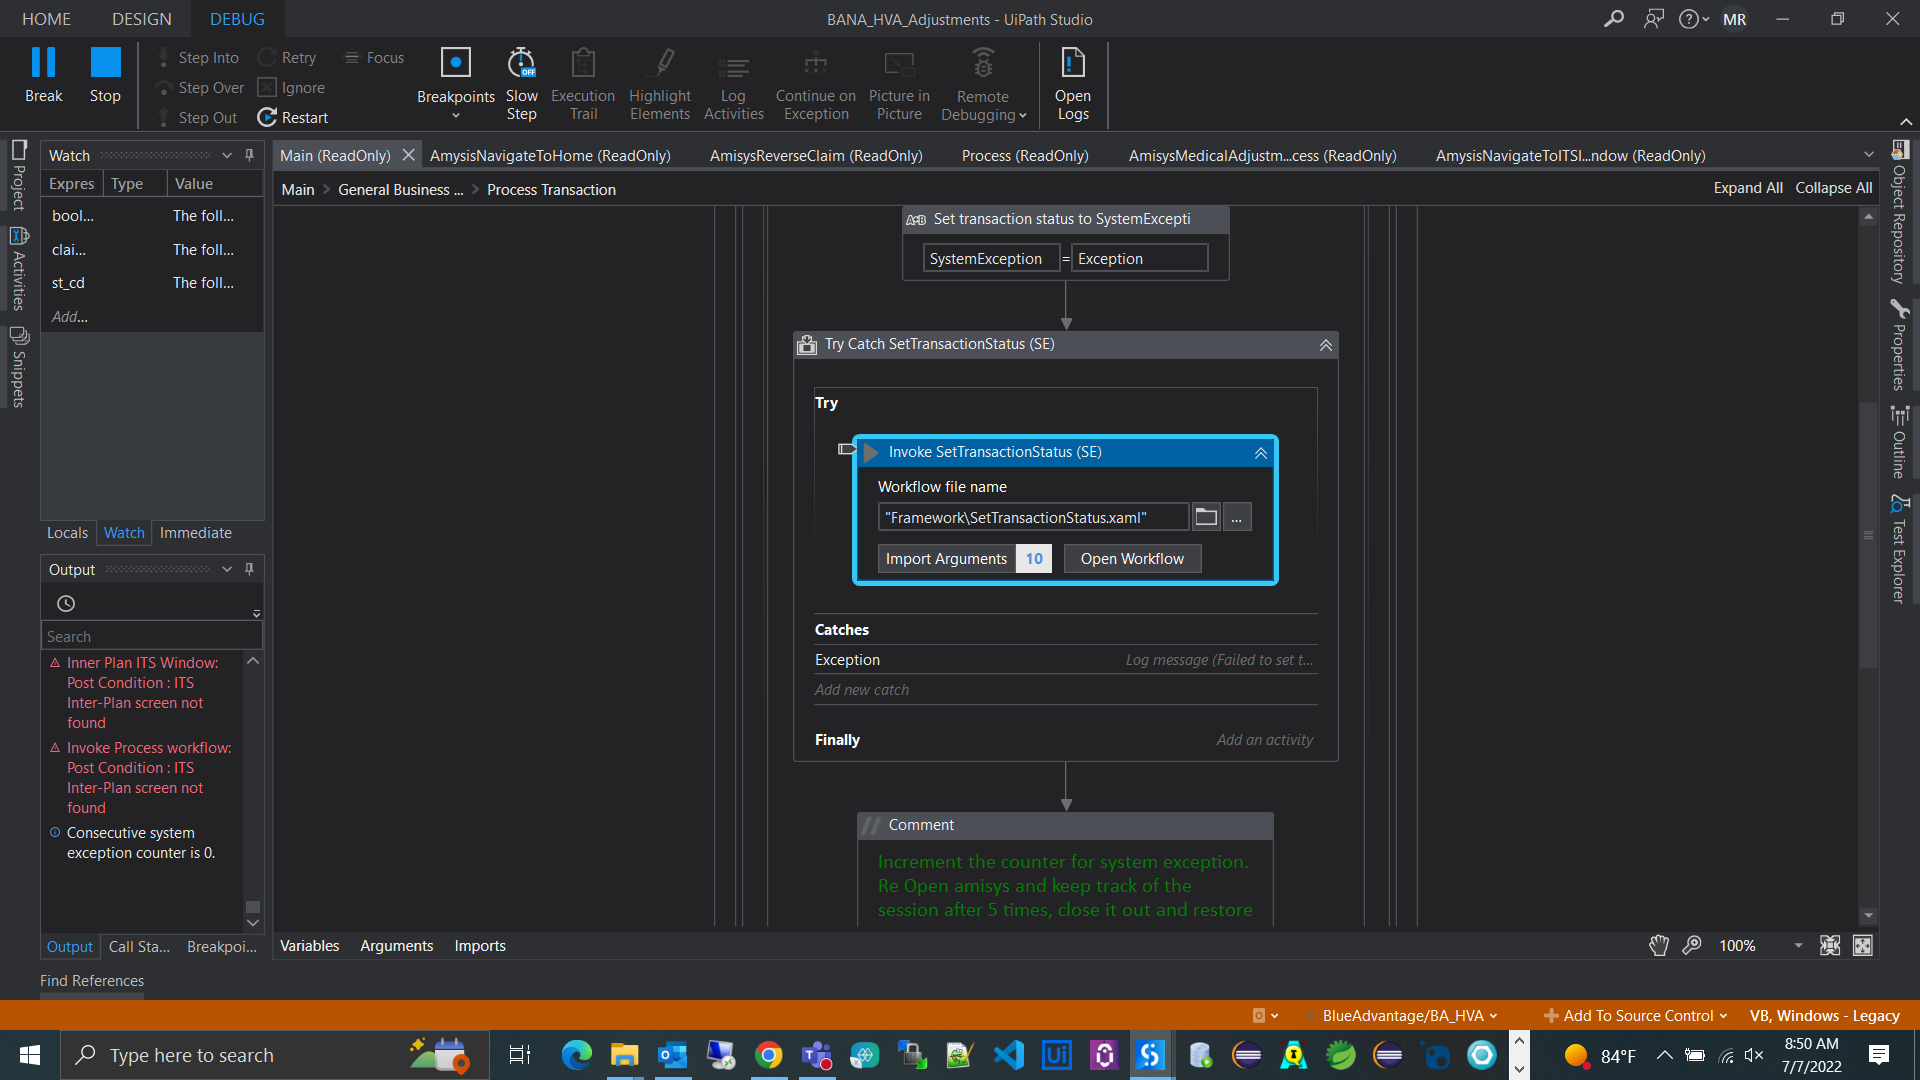 HOME DESIGN DEBUG
BANA_HVA_Adjustments - UiPath Studio
MR
Break
Stop
Step Into
Step Over
Step Out
Retry
Ignore
Restart
Focus
Breakpoints
Slow
Step
OFF
Execution
Trail
Highlight
Elements
Log
Activities
Continue on
Exception
Picture in
Picture
Remote
Debugging
Open
Logs
Project
Activities
Snippets
Watch
Expres Type Value
bool... The foll...
clai... The foll...
st_cd The foll...
Add...
Locals Watch Immediate
Output
Search
Inner Plan ITS Window:
Post Condition : ITS
Inter-Plan screen not
found
Invoke Process workflow:
Post Condition : ITS
Inter-Plan screen not
found
Consecutive system
exception counter is 0.
Output Call Sta... Breakpoi...
Find References
Main (ReadOnly) AmysisNavigateToHome (ReadOnly) AmisysReverseClaim (ReadOnly) Process (ReadOnly) AmisysMedicalAdjustm...cess (ReadOnly) AmysisNavigateToITSI...ndow (ReadOnly)
Main > General Business ... > Process Transaction
Expand All Collapse All
A=B Set transaction status to SystemExcepti
SystemException = Exception
Try Catch SetTransactionStatus (SE)
Try
Invoke SetTransactionStatus (SE)
Workflow file name
"Framework\SetTransactionStatus.xaml"
...
Import Arguments 10 Open Workflow
Catches
Exception Log message (Failed to set t...
Add new catch
Finally Add an activity
// Comment
Increment the counter for system exception.
Re Open amisys and keep track of the
session after 5 times, close it out and restore
Variables Arguments Imports
100%
Object Repository
Properties
Outline
Test Explorer
BlueAdvantage/BA_HVA
Add To Source Control
VB, Windows - Legacy
Type here to search
Ui
84°F
8:50 AM
7/7/2022